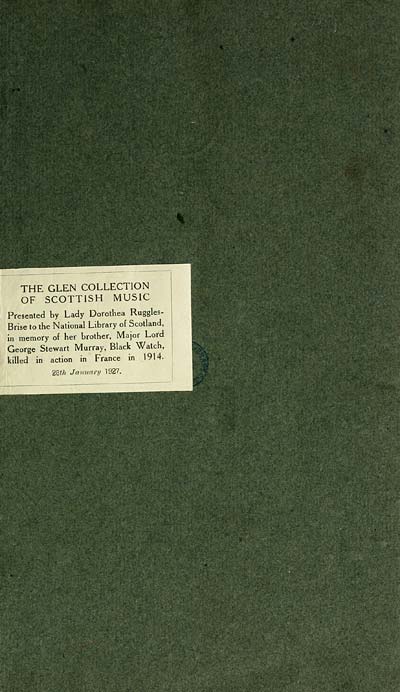 THE GLEN COLLECTION
OF SCOTTISH MUSIC
Presented by Lady Dorothea Ruggles-
Brise to the National Library of Scotland,
in memory of her brother, Major Lord
George Stewart Murray, Black Watch,
killed in action in France in 1914.
28th January 1927.